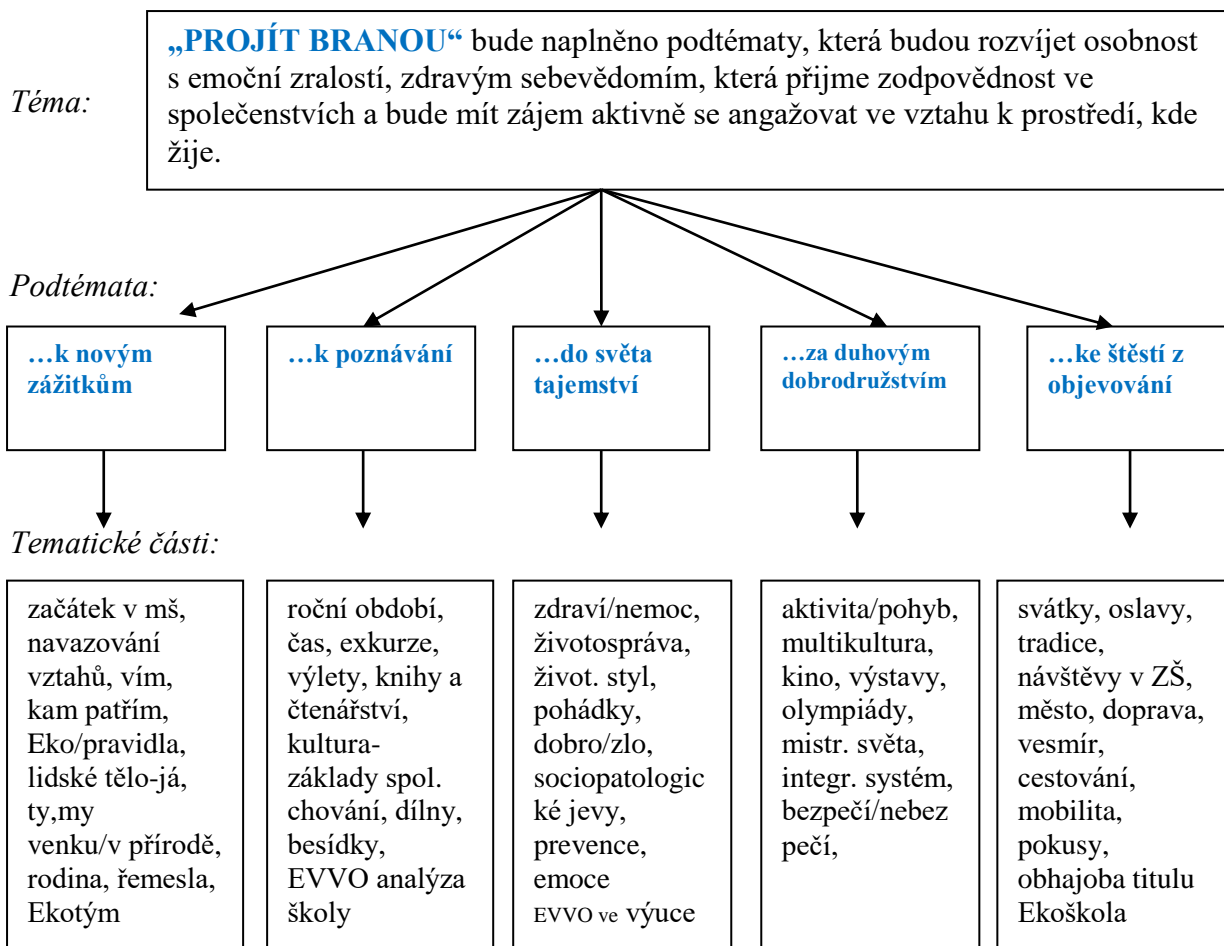 „PROJÍT BRANOU“ bude naplněno podtématy, která budou rozvíjet osobnost
s emoční zralostí, zdravým sebevědomím, která přijme zodpovědnost ve
Téma:
společenstvích a bude mít zájem aktivně se angažovat ve vztahu k prostředí, kde
žije.
Podtémata:
…k novým
zážitkům
…k poznávání
…do světa
tajemství
…za duhovým
dobrodružstvím
…ke štěstí z
objevování
Tematické části:
začátek v mš,
navazování
vztahů, vím,
kam patřím,
Eko/pravidla,
lidské tělo-já,
ty,my
venku/v přírodě,
rodina, řemesla,
Ekotým
roční období,
čas, exkurze,
výlety, knihy a
čtenářství,
kultura-
základy spol.
chování, dílny,
besídky,
EVVO analýza
školy
zdraví/nemoc,
životospráva,
život. styl,
pohádky,
dobro/zlo,
sociopatologic
ké jevy,
prevence,
emoce
EVVO ve výuce
aktivita/pohyb,
multikultura,
kino, výstavy,
olympiády,
mistr. světa,
integr. systém,
bezpečí/nebez
pečí,
svátky, oslavy,
tradice,
návštěvy v ZŠ,
město, doprava,
vesmír,
cestování,
mobilita,
pokusy,
obhajoba titulu
Ekoškola